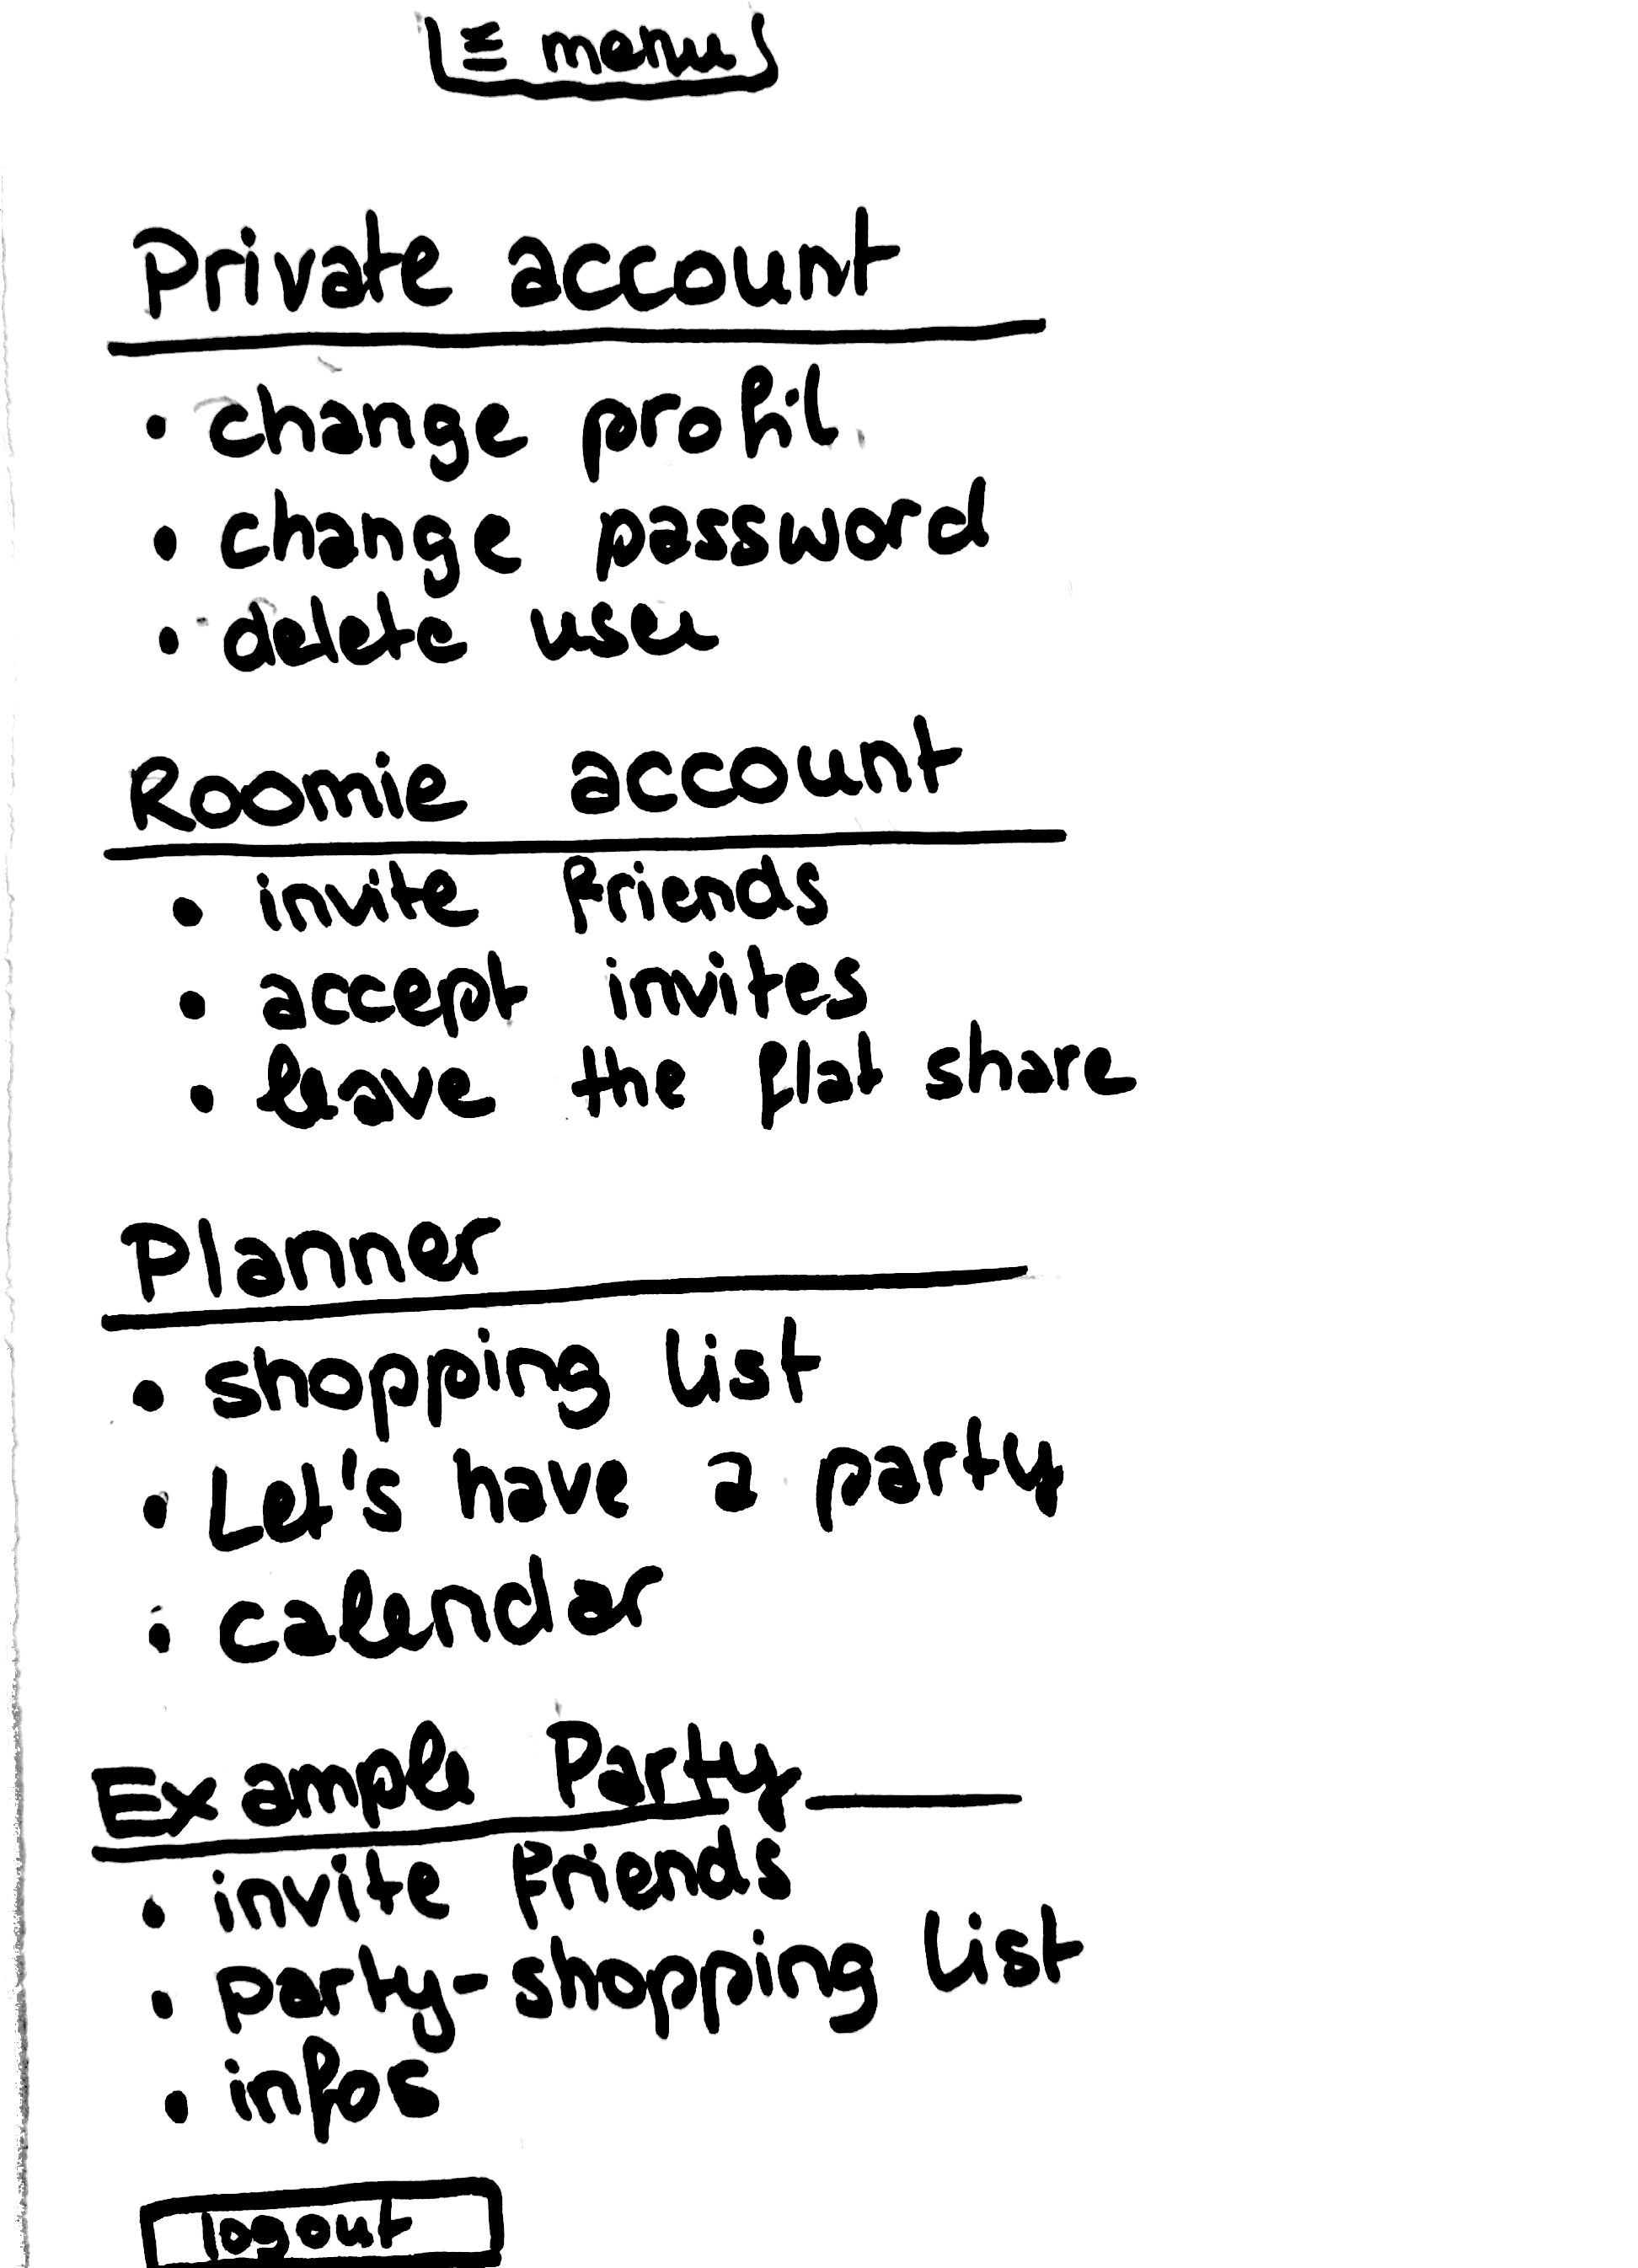 ≡ menu
Private account
• change profil
• change password
• delete user
Roomie account
• invite friends
• accept invites
• leave the flat share
Planner
• shopping list
• Let's have a party
• calendar
Example Party
• invite Friends
• party-shopping list
• infos
logout